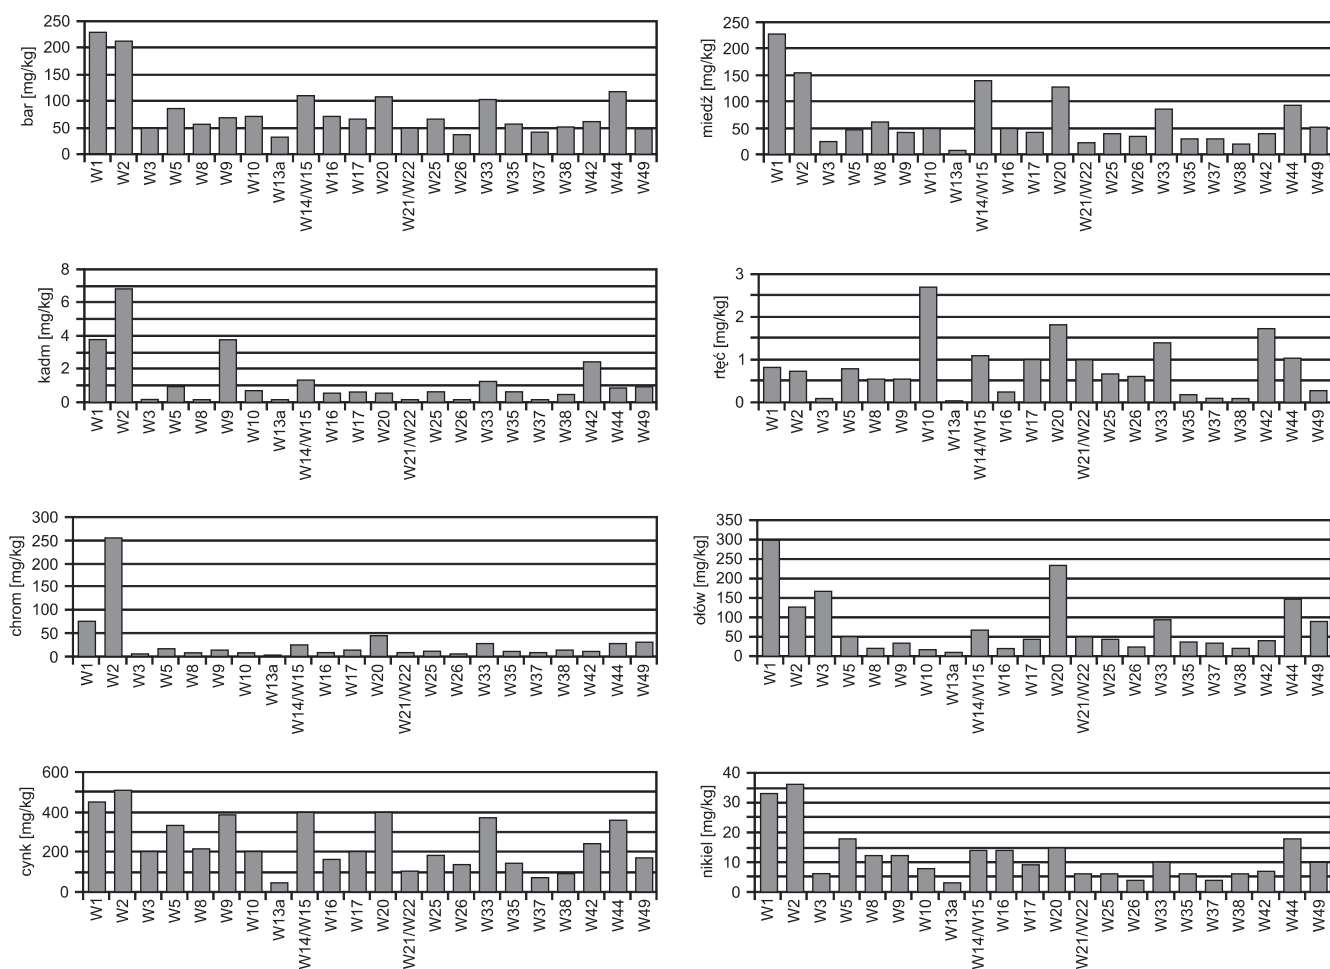 bar [mg/kg]
250
200
150
100
50
0
W1 W2 W3 W5 W8 W9 W10 W13a W14/W15 W16 W17 W20 W21/W22 W25 W26 W33 W35 W37 W38 W42 W44 W49
miedź [mg/kg]
250
200
150
100
50
0
W1 W2 W3 W5 W8 W9 W10 W13a W14/W15 W16 W17 W20 W21/W22 W25 W26 W33 W35 W37 W38 W42 W44 W49
kadm [mg/kg]
8
6
4
2
0
W1 W2 W3 W5 W8 W9 W10 W13a W14/W15 W16 W17 W20 W21/W22 W25 W26 W33 W35 W37 W38 W42 W44 W49
rtęć [mg/kg]
3
2
1
0
W1 W2 W3 W5 W8 W9 W10 W13a W14/W15 W16 W17 W20 W21/W22 W25 W26 W33 W35 W37 W38 W42 W44 W49
chrom [mg/kg]
300
250
200
150
100
50
0
W1 W2 W3 W5 W8 W9 W10 W13a W14/W15 W16 W17 W20 W21/W22 W25 W26 W33 W35 W37 W38 W42 W44 W49
ołów [mg/kg]
350
300
250
200
150
100
50
0
W1 W2 W3 W5 W8 W9 W10 W13a W14/W15 W16 W17 W20 W21/W22 W25 W26 W33 W35 W37 W38 W42 W44 W49
cynk [mg/kg]
600
400
200
0
W1 W2 W3 W5 W8 W9 W10 W13a W14/W15 W16 W17 W20 W21/W22 W25 W26 W33 W35 W37 W38 W42 W44 W49
nikiel [mg/kg]
40
30
20
10
0
W1 W2 W3 W5 W8 W9 W10 W13a W14/W15 W16 W17 W20 W21/W22 W25 W26 W33 W35 W37 W38 W42 W44 W49